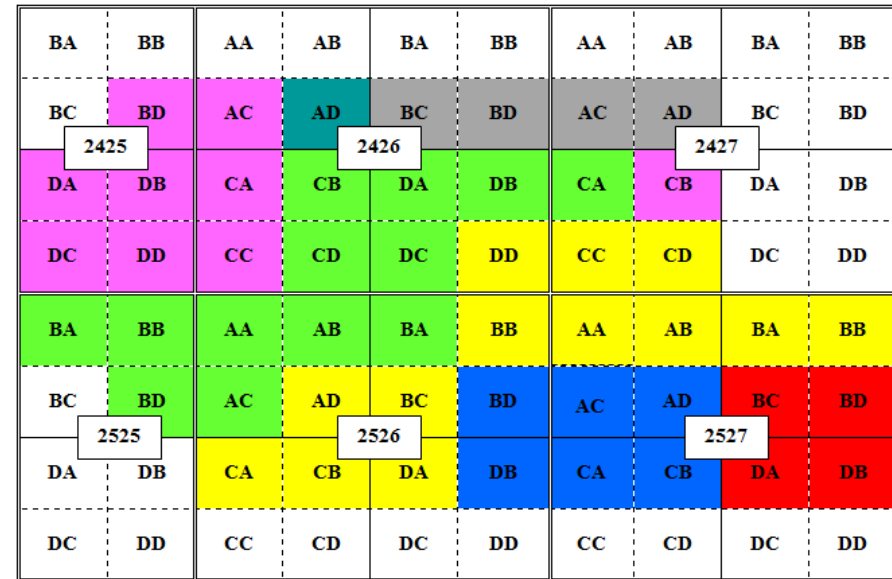 BA BB AA AB BA BB AA AB BA BB
BC BD AC AD BC BD AC AD BC BD
2425 2426 2427
DA DB CA CB DA DB CA CB DA DB
DC DD CC CD DC DD CC CD DC DD
BA BB AA AB BA BB AA AB BA BB
BC BD AC AD BC BD AC AD BC BD
2525 2526 2527
DA DB CA CB DA DB CA CB DA DB
DC DD CC CD DC DD CC CD DC DD